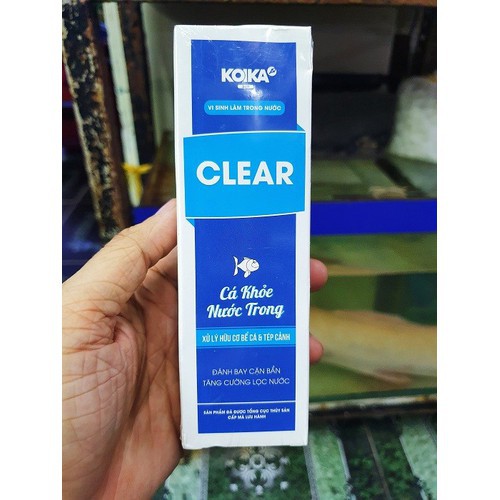 KOIKA
VI SINH LÀM TRONG NƯỚC
CLEAR
Cá Khỏe
Nước Trong
XỬ LÝ HỮU CƠ BỂ CÁ & TÉP CẢNH
ĐÁNH BAY CẶN BẨN
TĂNG CƯỜNG LỌC NƯỚC
SẢN PHẨM ĐÃ ĐƯỢC TỔNG CỤC THỦY SẢN
CẤP MÃ LƯU HÀNH